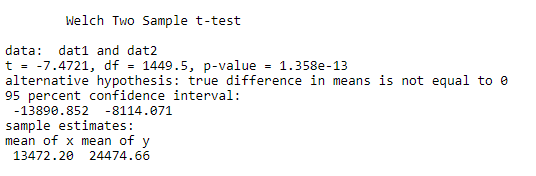 Welch Two Sample t-test
data:  dat1 and dat2
t = -7.4721, df = 1449.5, p-value = 1.358e-13
alternative hypothesis: true difference in means is not equal to 0
95 percent confidence interval:
 -13890.852  -8114.071
sample estimates:
mean of x mean of y
 13472.20  24474.66